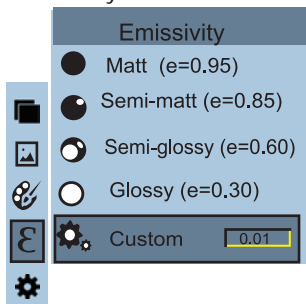 Emissivity
Matt (e=0.95)
Semi-matt (e=0.85)
Semi-glossy (e=0.60)
Glossy (e=0.30)
ε
Custom 0.01